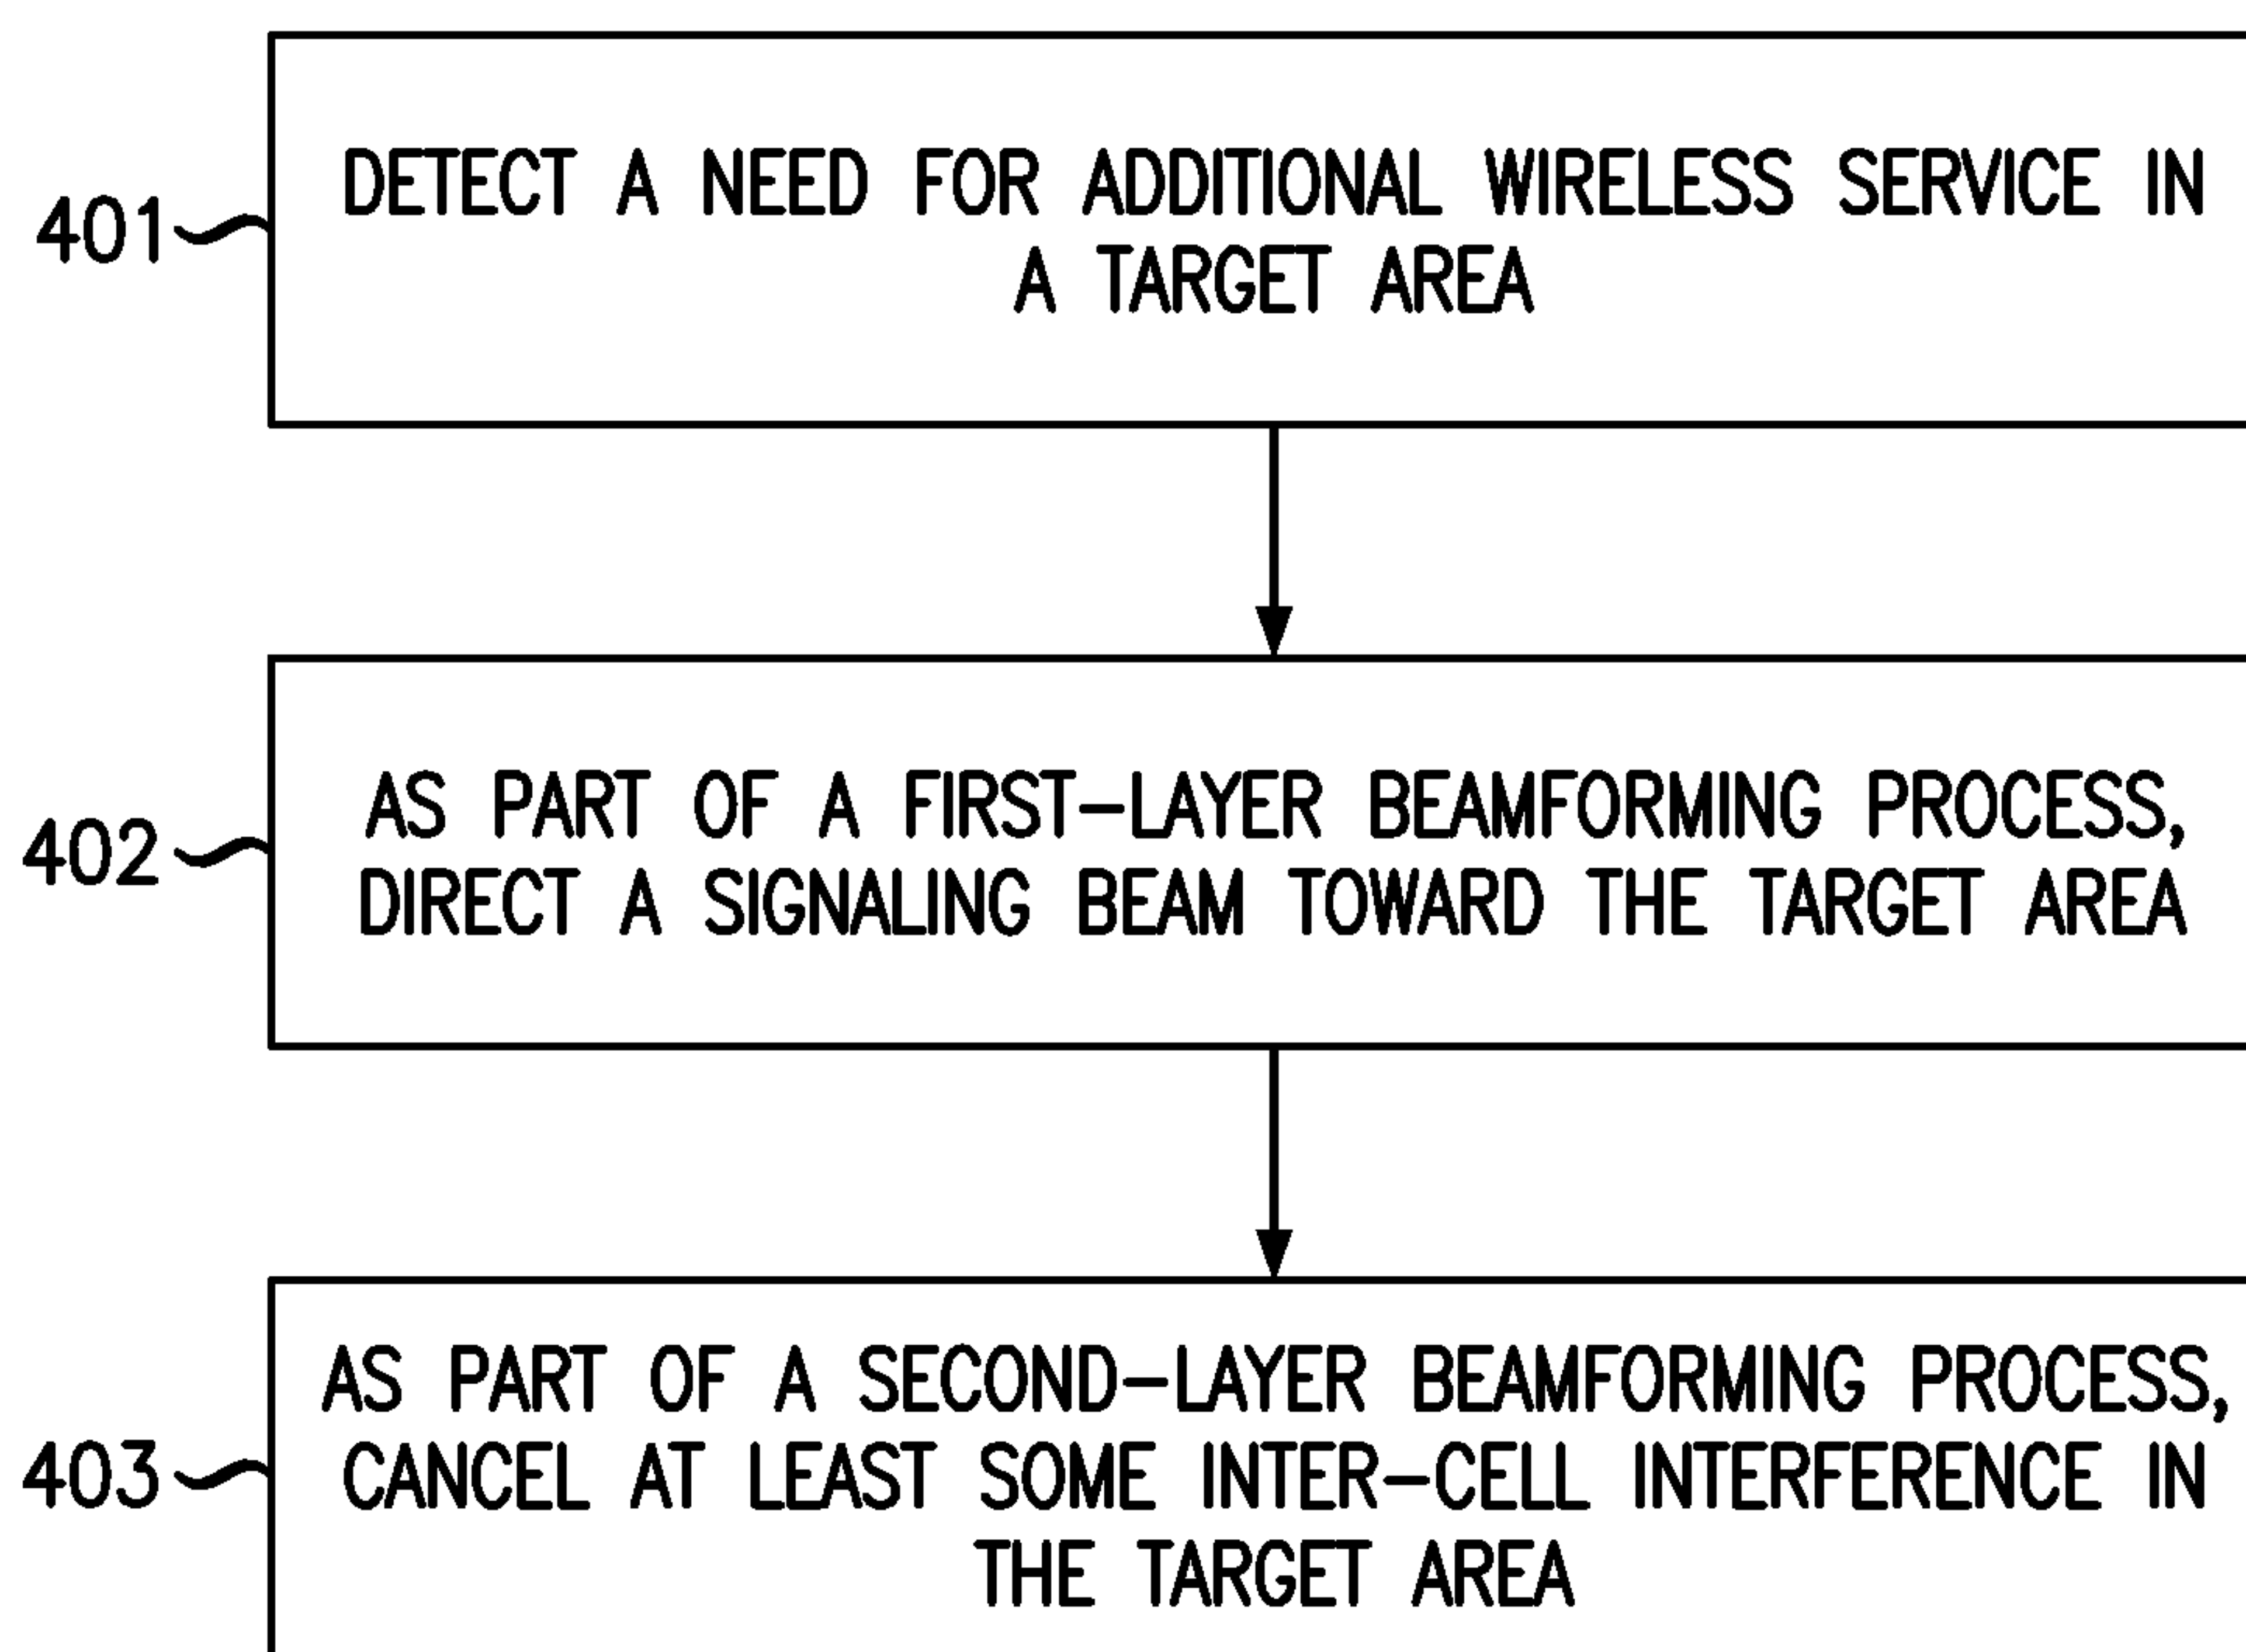 401
DETECT A NEED FOR ADDITIONAL WIRELESS SERVICE IN
A TARGET AREA
402
AS PART OF A FIRST-LAYER BEAMFORMING PROCESS,
DIRECT A SIGNALING BEAM TOWARD THE TARGET AREA
403
AS PART OF A SECOND-LAYER BEAMFORMING PROCESS,
CANCEL AT LEAST SOME INTER-CELL INTERFERENCE IN
THE TARGET AREA